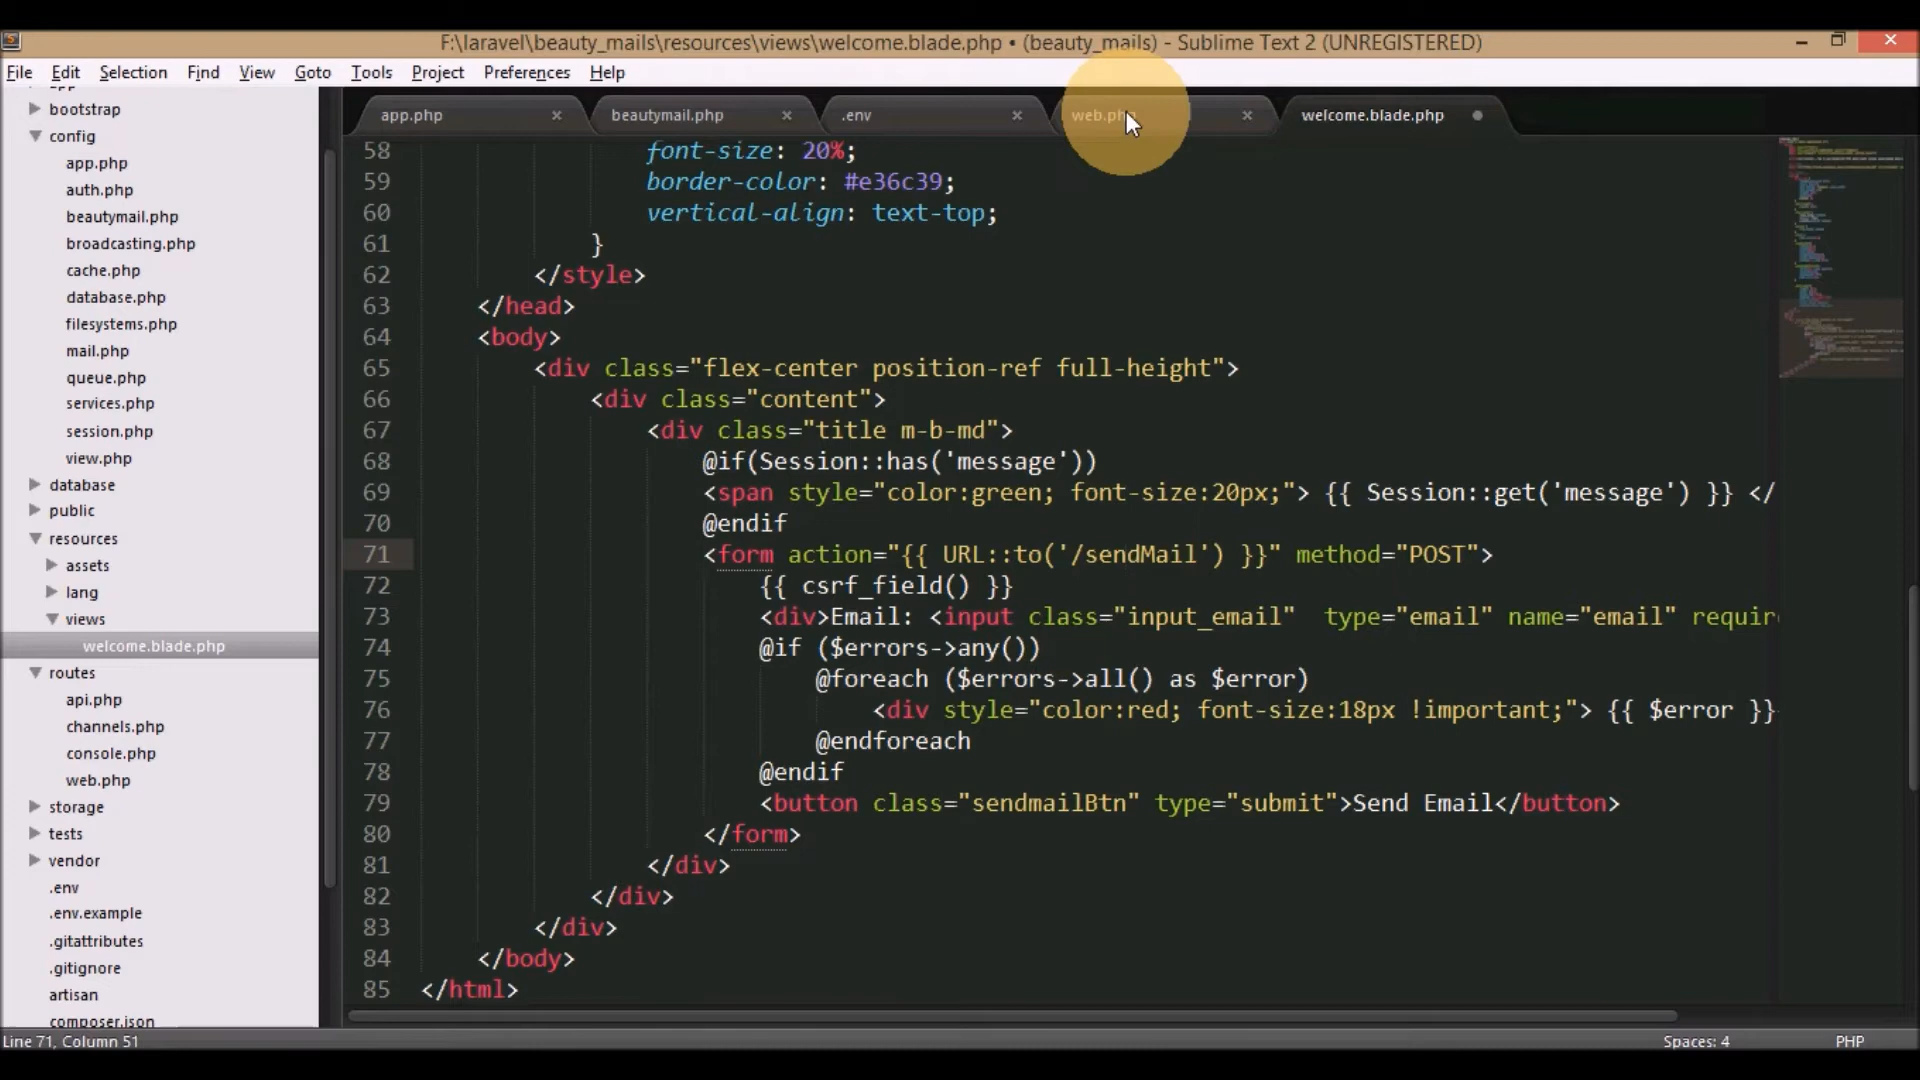 F:\laravel\beauty_mails\resources\views\welcome.blade.php • (beauty_mails) - Sublime Text 2 (UNREGISTERED)
File Edit Selection Find View Goto Tools Project Preferences Help
app.php beautymail.php .env web.php welcome.blade.php
bootstrap
config
app.php
auth.php
beautymail.php
broadcasting.php
cache.php
database.php
filesystems.php
mail.php
queue.php
services.php
session.php
view.php
database
public
resources
assets
lang
views
welcome.blade.php
routes
api.php
channels.php
console.php
web.php
storage
tests
vendor
.env
.env.example
.gitattributes
.gitignore
artisan
composer.json
58 font-size: 20%;
59 border-color: #e36c39;
60 vertical-align: text-top;
61 }
62 </style>
63 </head>
64 <body>
65 <div class="flex-center position-ref full-height">
66 <div class="content">
67 <div class="title m-b-md">
68 @if(Session::has('message'))
69 <span style="color:green; font-size:20px;"> {{ Session::get('message') }} </
70 @endif
71 <form action="{{ URL::to('/sendMail') }}" method="POST">
72 {{ csrf_field() }}
73 <div>Email: <input class="input_email"  type="email" name="email" requir
74 @if ($errors->any())
75 @foreach ($errors->all() as $error)
76 <div style="color:red; font-size:18px !important;"> {{ $error }}
77 @endforeach
78 @endif
79 <button class="sendmailBtn" type="submit">Send Email</button>
80 </form>
81 </div>
82 </div>
83 </div>
84 </body>
85 </html>
Line 71, Column 51 Spaces: 4 PHP